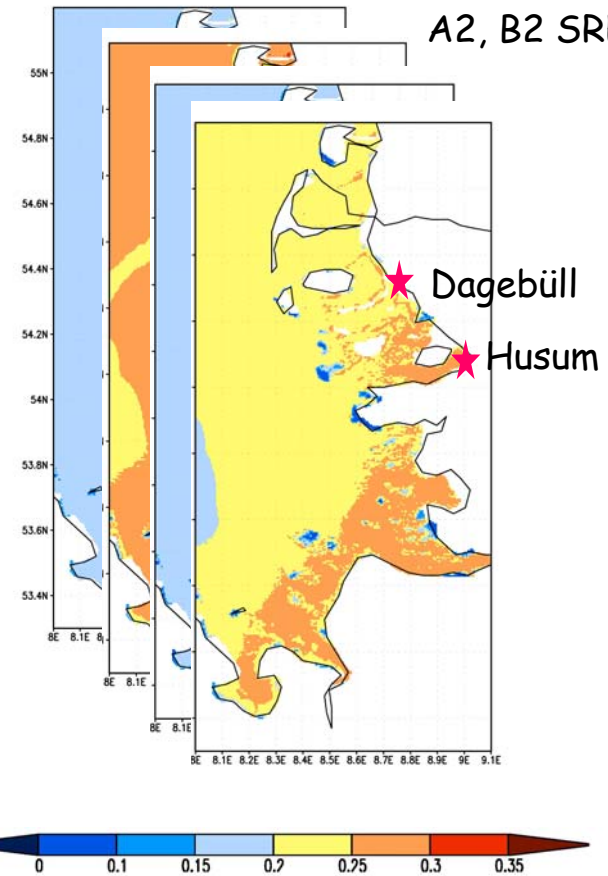 A2, B2 SR
55N
54.8N
54.6N
54.4N
54.2N
54N
53.8N
53.6N
53.4N
Dagebüll
Husum
8E 8.1E 8
8E 8.1E
8E 8.1E
8E 8.1E 8.2E 8.3E 8.4E 8.5E 8.6E 8.7E 8.8E 8.9E 9E 9.1E
0 0.1 0.15 0.2 0.25 0.3 0.35